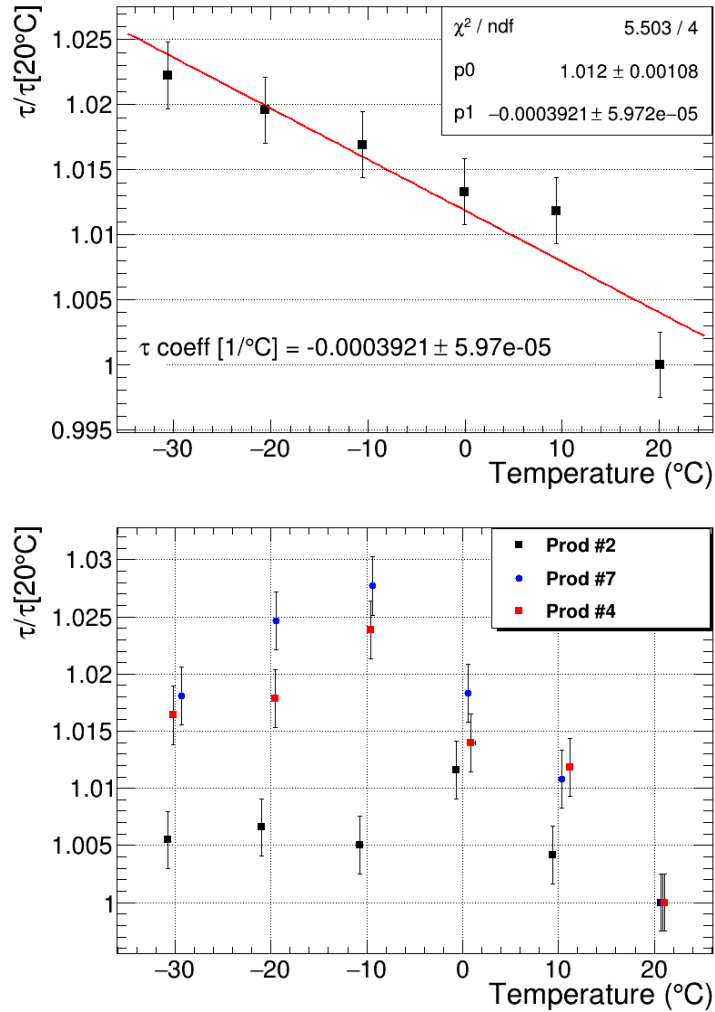 τ/τ[20°C]
χ² / ndf 5.503 / 4
p0 1.012 ± 0.00108
p1 −0.0003921 ± 5.972e−05
1.025
1.02
1.015
1.01
1.005
1
0.995
τ coeff [1/°C] = -0.0003921 ± 5.97e-05
−30 −20 −10 0 10 20
Temperature (°C)
τ/τ[20°C]
Prod #2
Prod #7
Prod #4
1.03
1.025
1.02
1.015
1.01
1.005
1
−30 −20 −10 0 10 20
Temperature (°C)